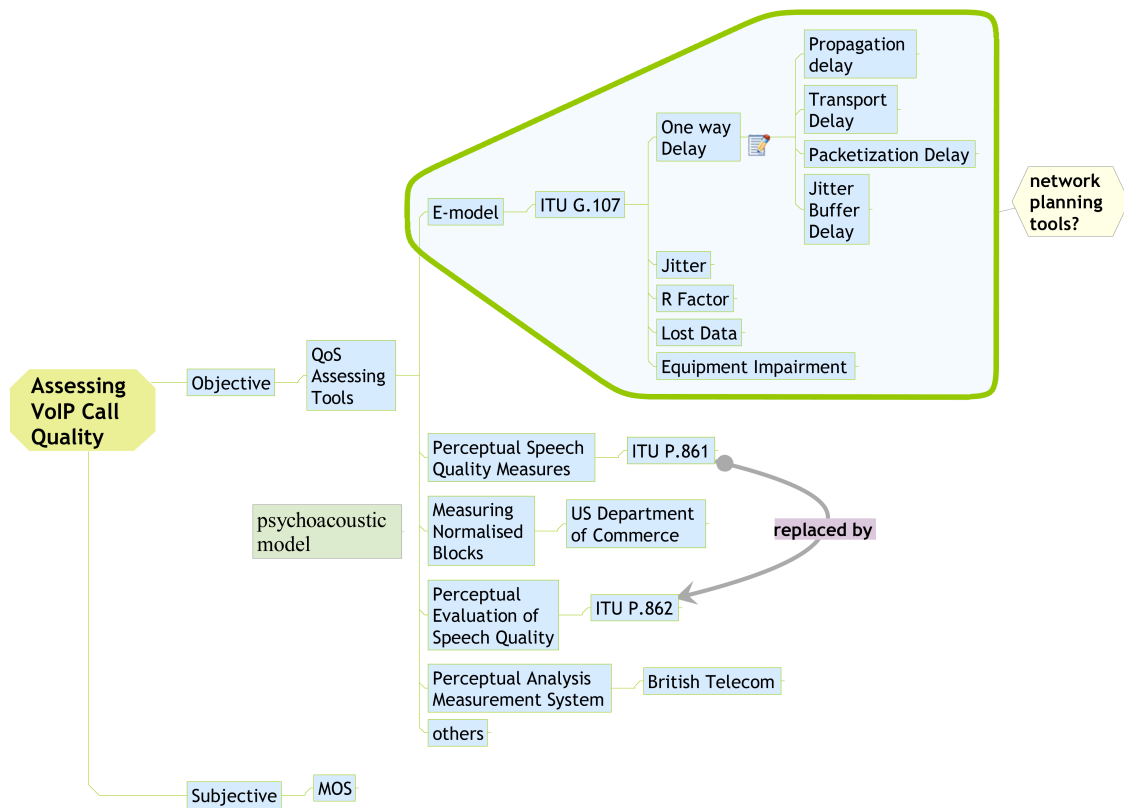 Assessing
VoIP Call
Quality
Objective
QoS
Assessing
Tools
E-model
ITU G.107
One way
Delay
Propagation
delay
Transport
Delay
Packetization Delay
Jitter
Buffer
Delay
Jitter
R Factor
Lost Data
Equipment Impairment
network
planning
tools?
Perceptual Speech
Quality Measures
ITU P.861
replaced by
psychoacoustic
model
Measuring
Normalised
Blocks
US Department
of Commerce
Perceptual
Evaluation of
Speech Quality
ITU P.862
Perceptual Analysis
Measurement System
British Telecom
others
Subjective
MOS